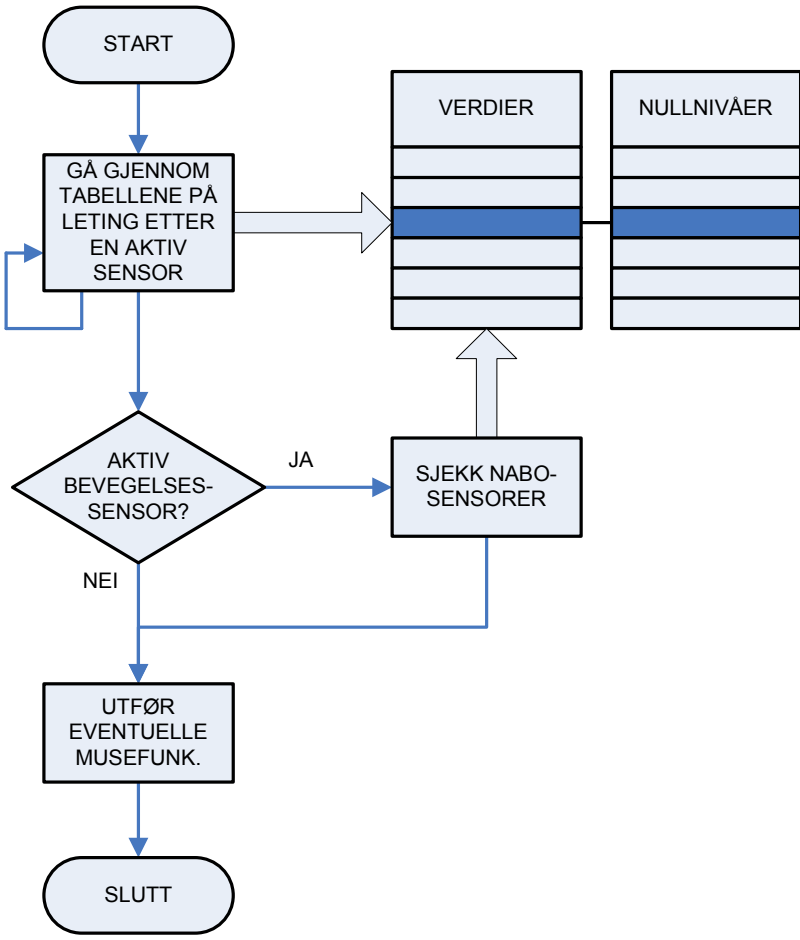 START
VERDIER
NULLNIVÅER
GÅ GJENNOM
TABELLENE PÅ
LETING ETTER
EN AKTIV
SENSOR
AKTIV
BEVEGELSES-
SENSOR?
JA
SJEKK NABO-
SENSORER
NEI
UTFØR
EVENTUELLE
MUSEFUNK.
SLUTT